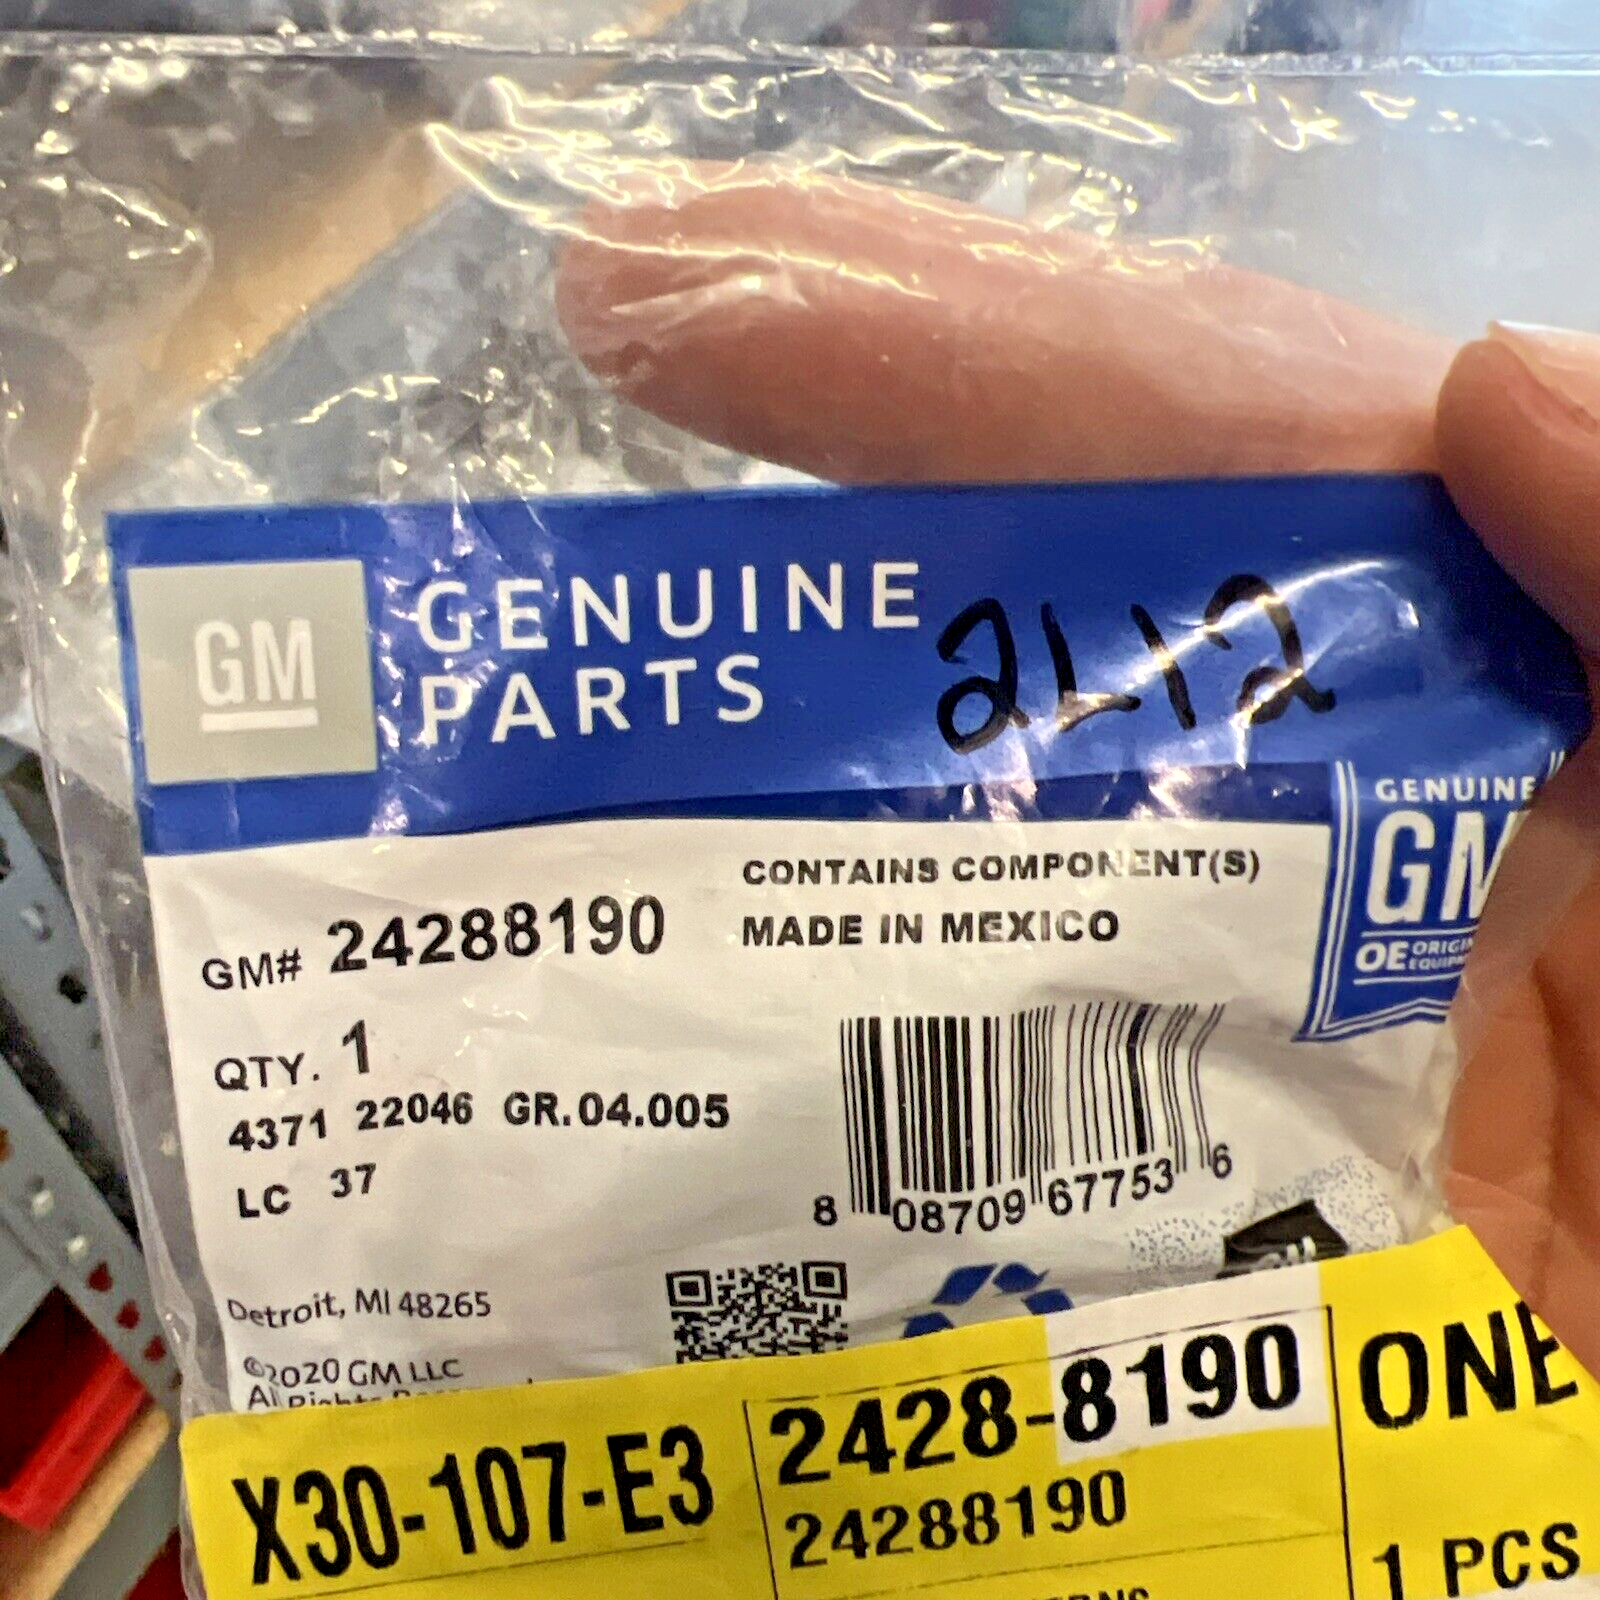 GM
GENUINE
PARTS
2L12
GENUINE
GM
OE
CONTAINS COMPONENT(S)
MADE IN MEXICO
GM# 24288190
QTY. 1
4371 22046 GR.04.005
LC 37
8 08709 67753 6
Detroit, MI 48265
©2020 GM LLC
All Rights
X30-107-E3
2428-8190
24288190
ONE
1 PCS